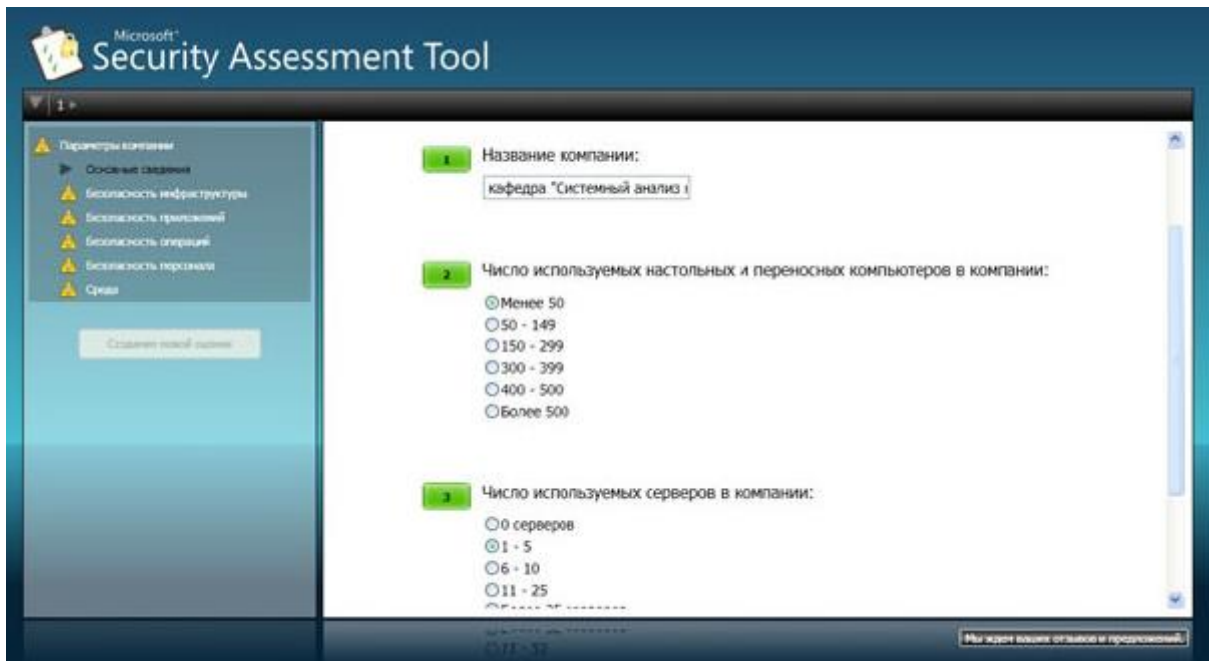 Microsoft®
Security Assessment Tool
1
Параметры компании
Основные сведения
Безопасность инфраструктуры
Безопасность приложений
Безопасность операций
Безопасность персонала
Среда
Создание новой оценки
1 Название компании:
кафедра "Системный анализ
2 Число используемых настольных и переносных компьютеров в компании:
Менее 50
50 - 149
150 - 299
300 - 399
400 - 500
Более 500
3 Число используемых серверов в компании:
0 серверов
1 - 5
6 - 10
11 - 25
Мы ждем ваших отзывов и предложений.